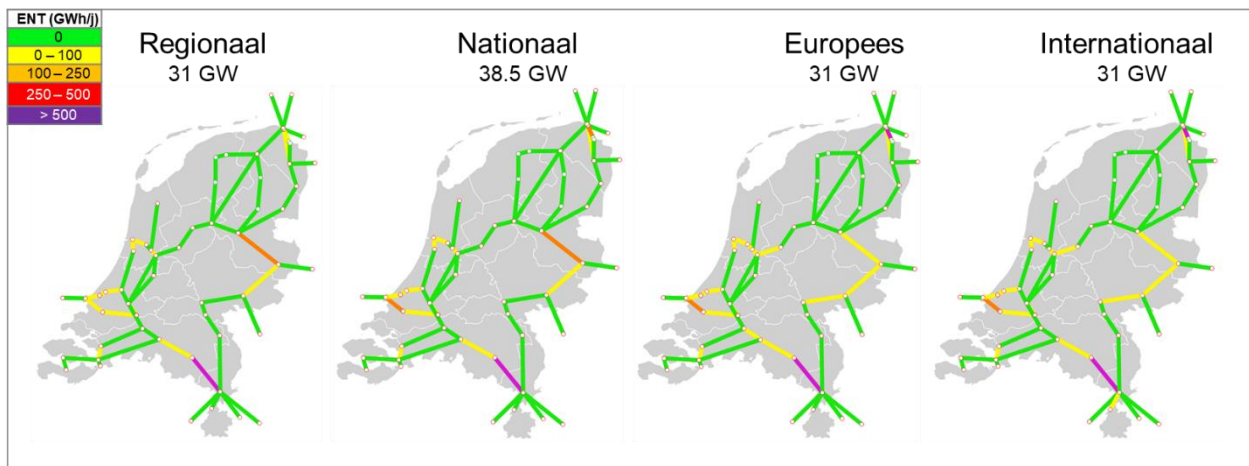 ENT (GWh/j)
0
0 – 100
100 – 250
250 – 500
> 500
Regionaal
31 GW
Nationaal
38.5 GW
Europees
31 GW
Internationaal
31 GW